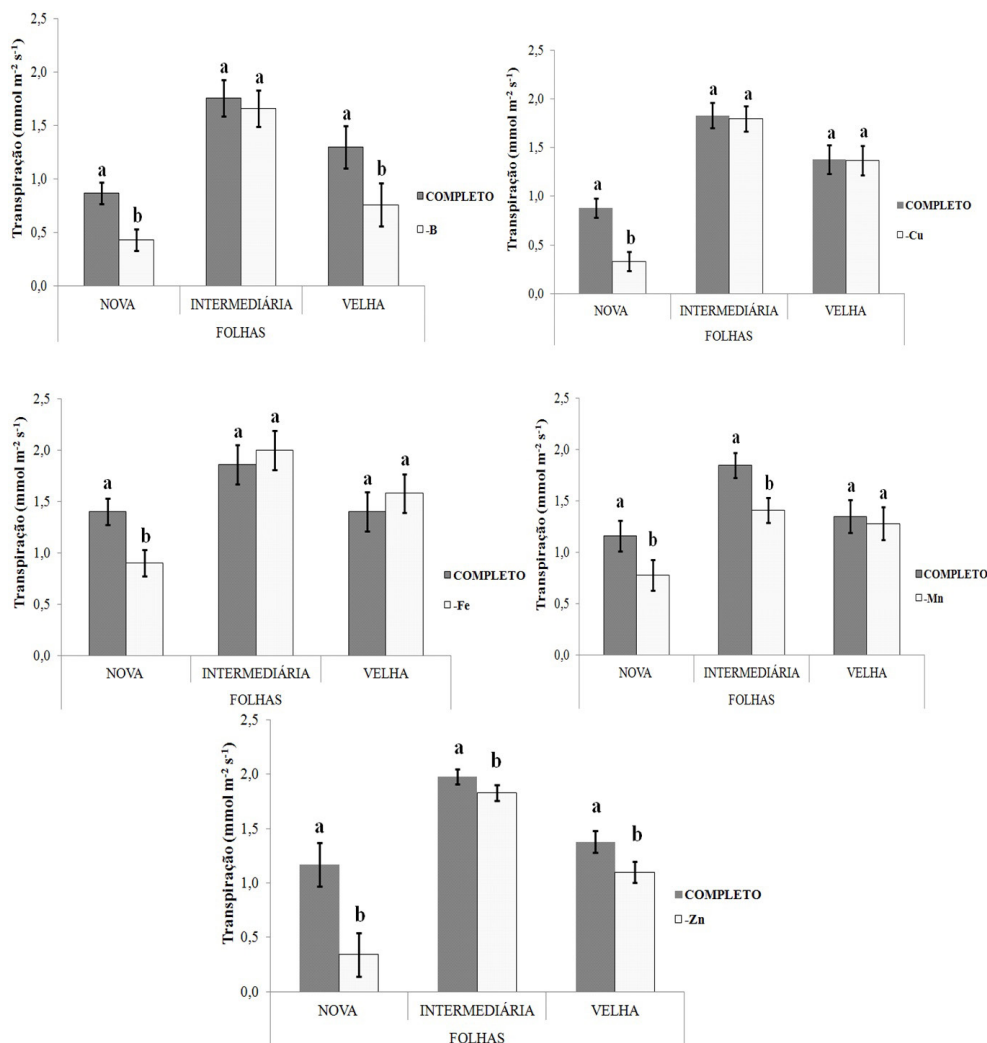 Transpiração (mmol m⁻² s⁻¹)
2,5
2,0
1,5
1,0
0,5
0,0
a
b
a
a
a
b
NOVA
INTERMEDIÁRIA
VELHA
FOLHAS
COMPLETO
-B
Transpiração (mmol m⁻² s⁻¹)
2,5
2,0
1,5
1,0
0,5
0,0
a
b
a
a
a
a
NOVA
INTERMEDIÁRIA
VELHA
FOLHAS
COMPLETO
-Cu
Transpiração (mmol m⁻² s⁻¹)
2,5
2,0
1,5
1,0
0,5
0,0
a
b
a
a
a
a
NOVA
INTERMEDIÁRIA
VELHA
FOLHAS
COMPLETO
-Fe
Transpiração (mmol m⁻² s⁻¹)
2,5
2,0
1,5
1,0
0,5
0,0
a
b
a
b
a
a
NOVA
INTERMEDIÁRIA
VELHA
FOLHAS
COMPLETO
-Mn
Transpiração (mmol m⁻² s⁻¹)
2,5
2,0
1,5
1,0
0,5
0,0
a
b
a
b
a
b
NOVA
INTERMEDIÁRIA
VELHA
FOLHAS
COMPLETO
-Zn